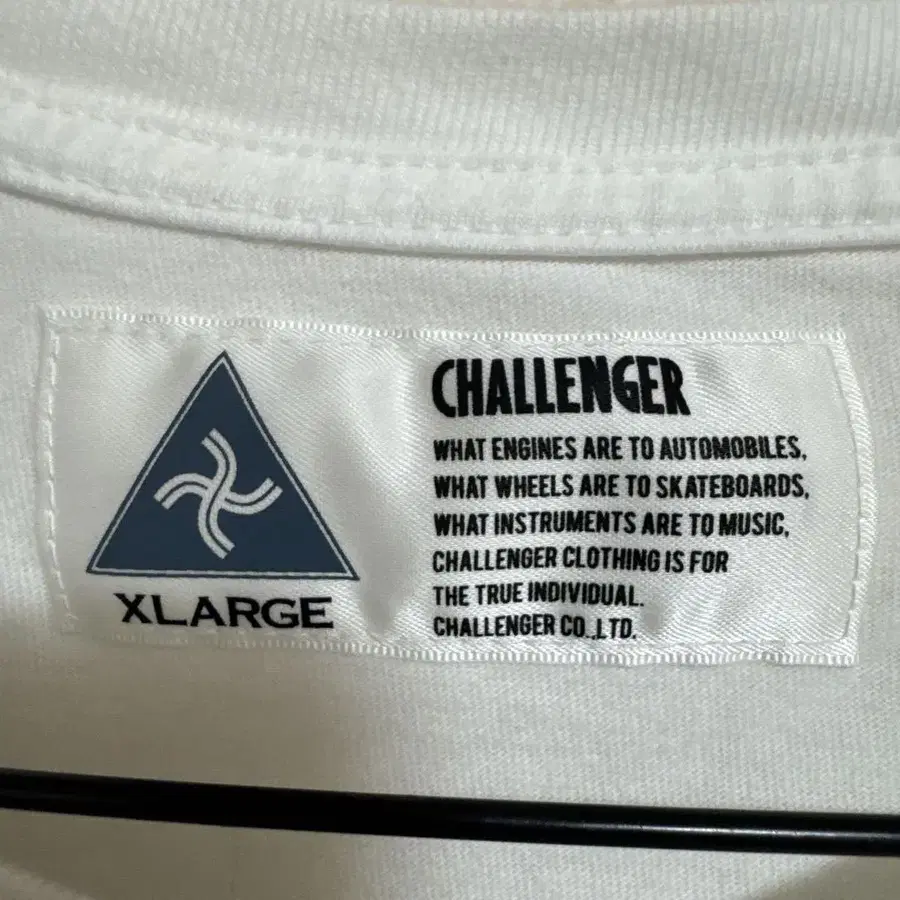 XLARGE
CHALLENGER
WHAT ENGINES ARE TO AUTOMOBILES,
WHAT WHEELS ARE TO SKATEBOARDS,
WHAT INSTRUMENTS ARE TO MUSIC,
CHALLENGER CLOTHING IS FOR
THE TRUE INDIVIDUAL.
CHALLENGER CO.,LTD.